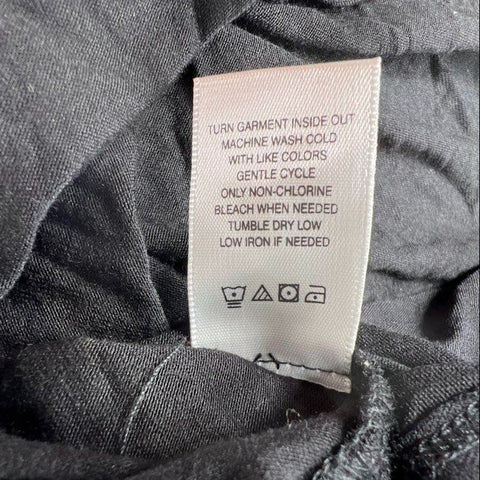 TURN GARMENT INSIDE OUT
MACHINE WASH COLD
WITH LIKE COLORS
GENTLE CYCLE
ONLY NON-CHLORINE
BLEACH WHEN NEEDED
TUMBLE DRY LOW
LOW IRON IF NEEDED